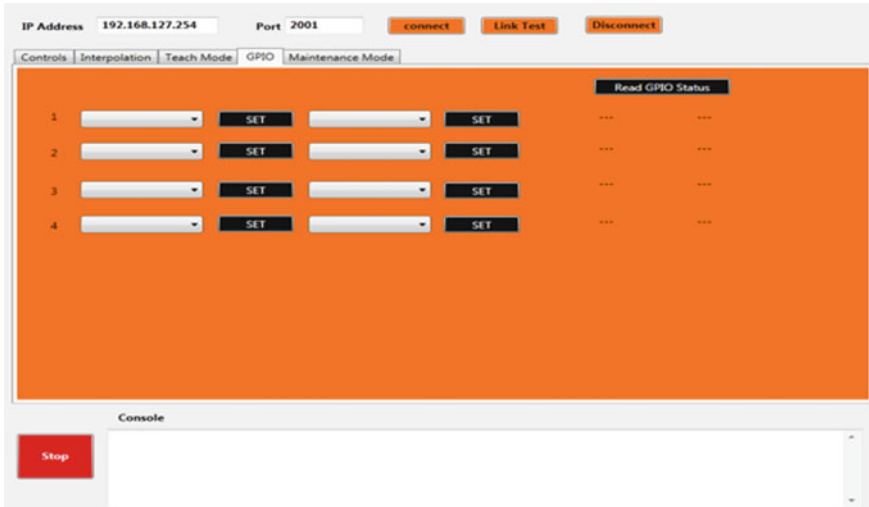 IP Address 192.168.127.254 Port 2001 connect Link Test Disconnect
Controls Interpolation Teach Mode GPIO Maintenance Mode
Read GPIO Status
1 SET SET --- ---
2 SET SET --- ---
3 SET SET --- ---
4 SET SET --- ---
Console
Stop